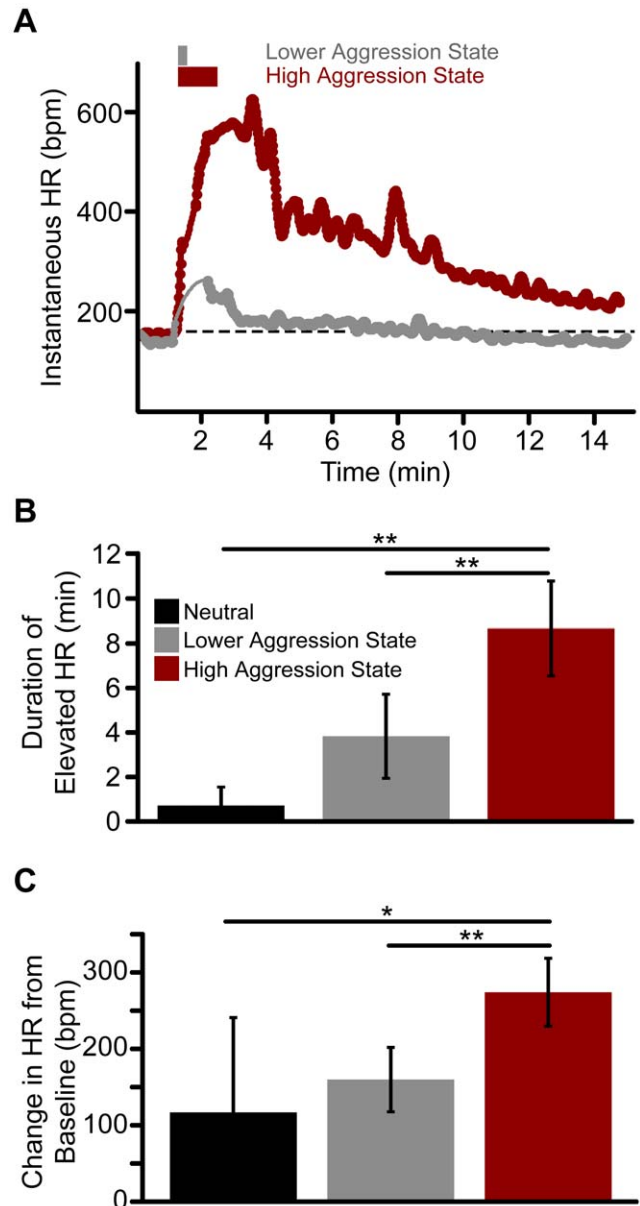 A
Lower Aggression State
High Aggression State
Instantaneous HR (bpm)
600
400
200
2 4 6 8 10 12 14
Time (min)
B
Duration of
Elevated HR (min)
12
10
8
6
4
2
0
**
**
Neutral
Lower Aggression State
High Aggression State
C
Change in HR from
Baseline (bpm)
300
200
100
0
*
**